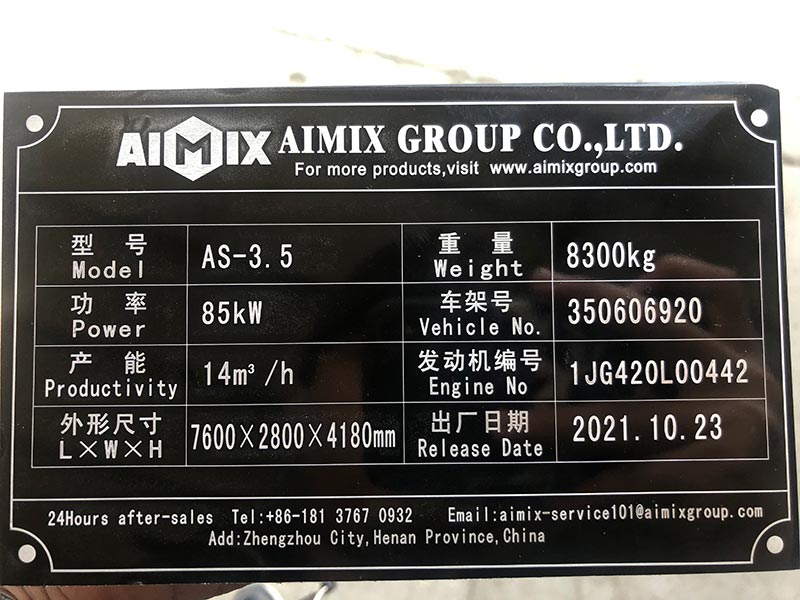 AIMIX AIMIX GROUP CO.,LTD.
For more products,visit www.aimixgroup.com
型 号 AS-3.5 重 量 8300kg
Model Weight
功 率 85kW 车架号 350606920
Power Vehicle No.
产 能 14m³/h 发动机编号 1JG420L00442
Productivity Engine No
外形尺寸 7600×2800×4180mm 出厂日期 2021.10.23
L×W×H Release Date
24Hours after-sales Tel:+86-181 3767 0932 Email:aimix-service101@aimixgroup.com
Add:Zhengzhou City,Henan Province,China